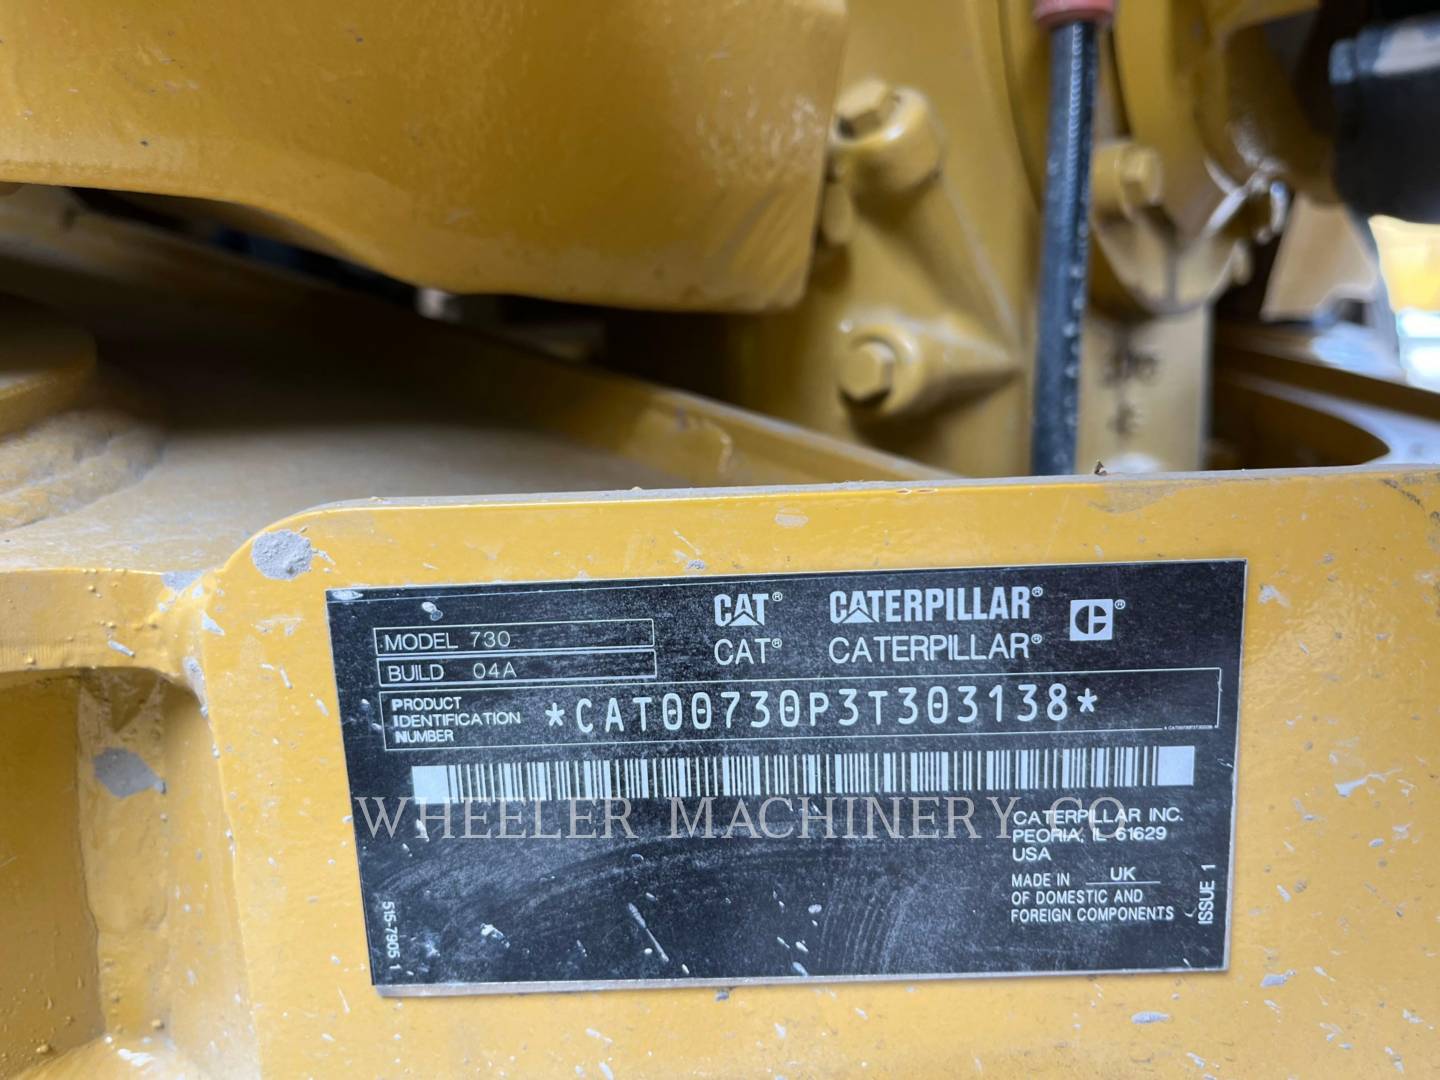 CAT® CATERPILLAR® C®
CAT® CATERPILLAR®
MODEL 730
BUILD 04A
PRODUCT
IDENTIFICATION
NUMBER
*CAT00730P3T303138*
WHEELER MACHINERY CO
CATERPILLAR INC.
PEORIA, IL 61629
USA
MADE IN UK
OF DOMESTIC AND
FOREIGN COMPONENTS
ISSUE 1
515-7905 1